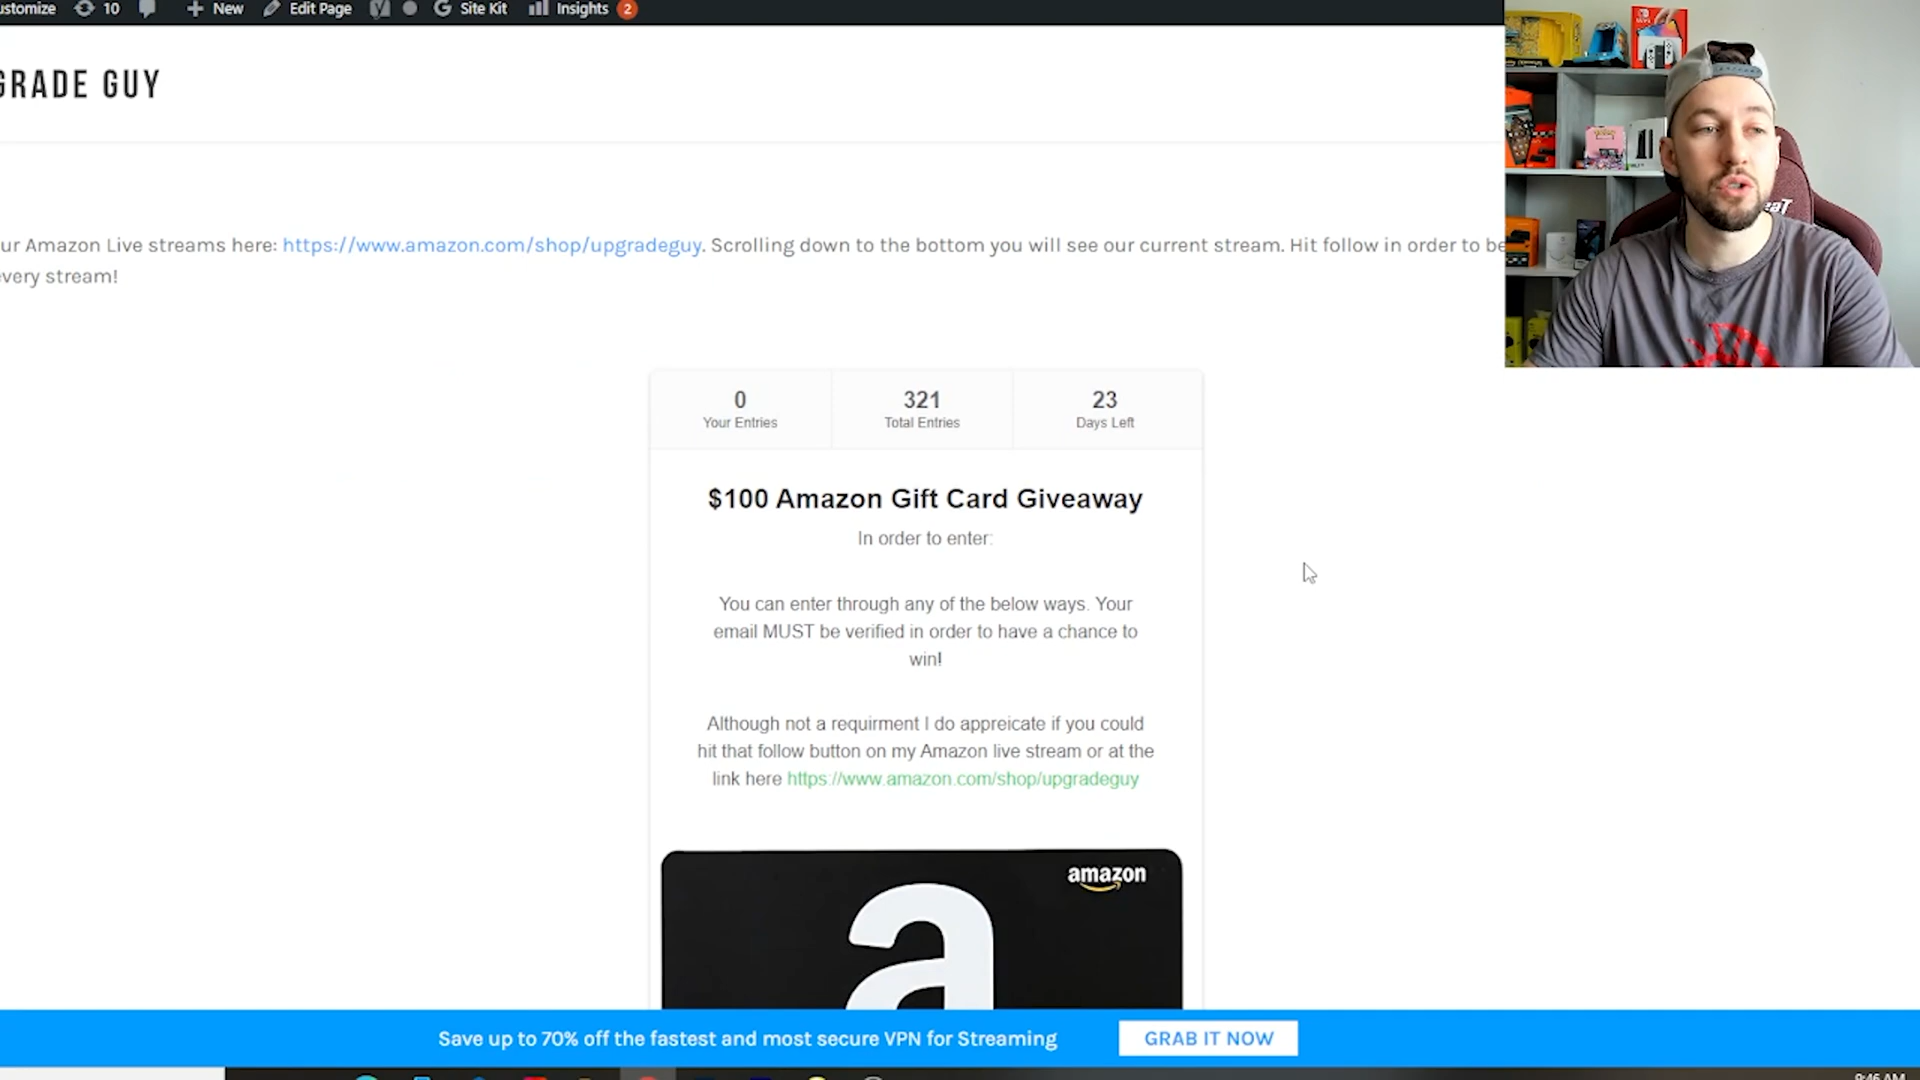 ustomize 10 New Edit Page Site Kit Insights 2
GRADE GUY
ur Amazon Live streams here: https://www.amazon.com/shop/upgradeguy. Scrolling down to the bottom you will see our current stream. Hit follow in order to be
every stream!
0 321 23
Your Entries Total Entries Days Left
$100 Amazon Gift Card Giveaway
In order to enter:
You can enter through any of the below ways. Your
email MUST be verified in order to have a chance to
win!
Although not a requirment I do appreicate if you could
hit that follow button on my Amazon live stream or at the
link here https://www.amazon.com/shop/upgradeguy
amazon
a
Save up to 70% off the fastest and most secure VPN for Streaming GRAB IT NOW
9:46 AM